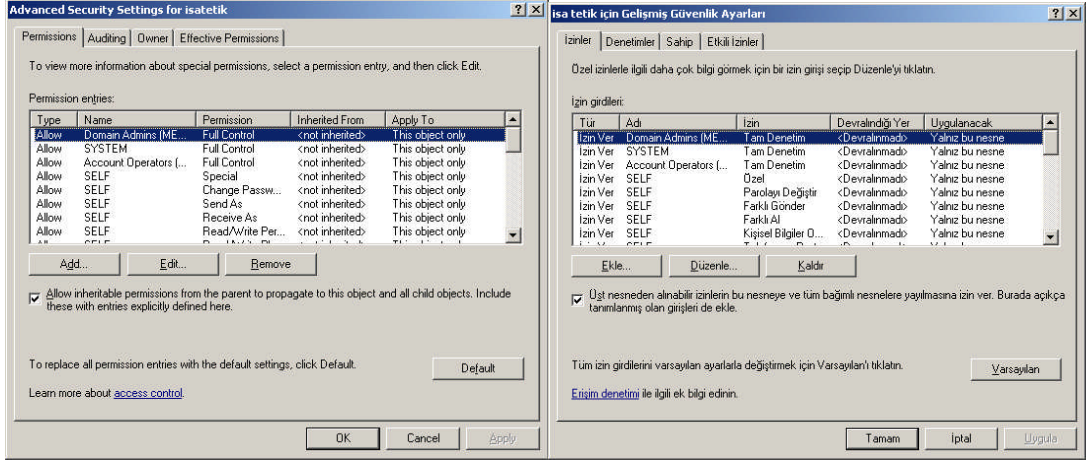 Advanced Security Settings for isatetik
Permissions Auditing Owner Effective Permissions
To view more information about special permissions, select a permission entry, and then click Edit.
Permission entries:
Type Name Permission Inherited From Apply To
Allow Domain Admins (ME... Full Control <not inherited> This object only
Allow SYSTEM Full Control <not inherited> This object only
Allow Account Operators (... Full Control <not inherited> This object only
Allow SELF Special <not inherited> This object only
Allow SELF Change Passw... <not inherited> This object only
Allow SELF Send As <not inherited> This object only
Allow SELF Receive As <not inherited> This object only
Allow SELF Read/Write Per... <not inherited> This object only
Add... Edit... Remove
Allow inheritable permissions from the parent to propagate to this object and all child objects. Include
these with entries explicitly defined here.
To replace all permission entries with the default settings, click Default.
Default
Learn more about access control.
OK Cancel Apply
isa tetik için Gelişmiş Güvenlik Ayarları
İzinler Denetimler Sahip Etkili İzinler
Özel izinlerle ilgili daha çok bilgi görmek için bir izin girişi seçip Düzenle'yi tıklatın.
İzin girdileri:
Tür Adı İzin Devralındığı Yer Uygulanacak
İzin Ver Domain Admins (ME... Tam Denetim <Devralınmadı> Yalnız bu nesne
İzin Ver SYSTEM Tam Denetim <Devralınmadı> Yalnız bu nesne
İzin Ver Account Operators (... Tam Denetim <Devralınmadı> Yalnız bu nesne
İzin Ver SELF Özel <Devralınmadı> Yalnız bu nesne
İzin Ver SELF Parolayı Değiştir <Devralınmadı> Yalnız bu nesne
İzin Ver SELF Farklı Gönder <Devralınmadı> Yalnız bu nesne
İzin Ver SELF Farklı Al <Devralınmadı> Yalnız bu nesne
İzin Ver SELF Kişisel Bilgiler O... <Devralınmadı> Yalnız bu nesne
Ekle... Düzenle... Kaldır
Üst nesneden alınabilir izinlerin bu nesneye ve tüm bağımlı nesnelere yayılmasına izin ver. Burada açıkça
tanımlanmış olan girişleri de ekle.
Tüm izin girdilerini varsayılan ayarlarla değiştirmek için Varsayılan'ı tıklatın.
Varsayılan
Erişim denetimi ile ilgili ek bilgi edinin.
Tamam İptal Uygula